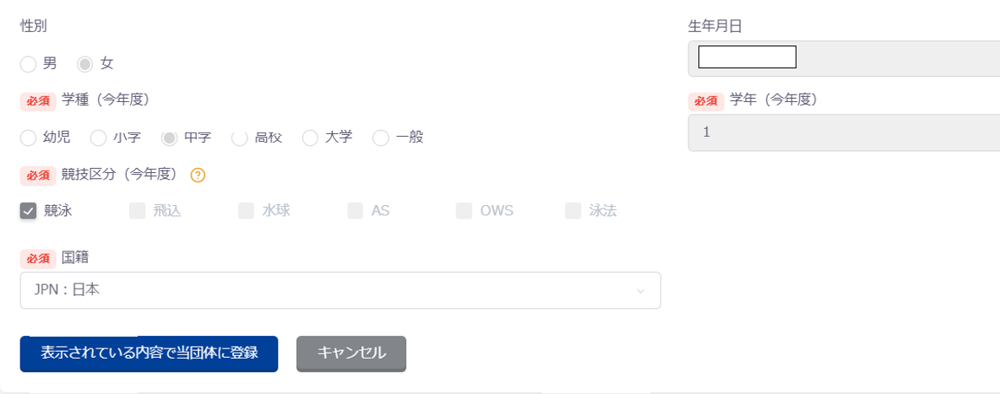 性別
生年月日
男 女
必須 学種（今年度）
必須 学年（今年度）
幼児 小学 中学 高校 大学 一般
1
必須 競技区分（今年度） ?
競泳 飛込 水球 AS OWS 泳法
必須 国籍
JPN：日本
表示されている内容で当団体に登録 キャンセル